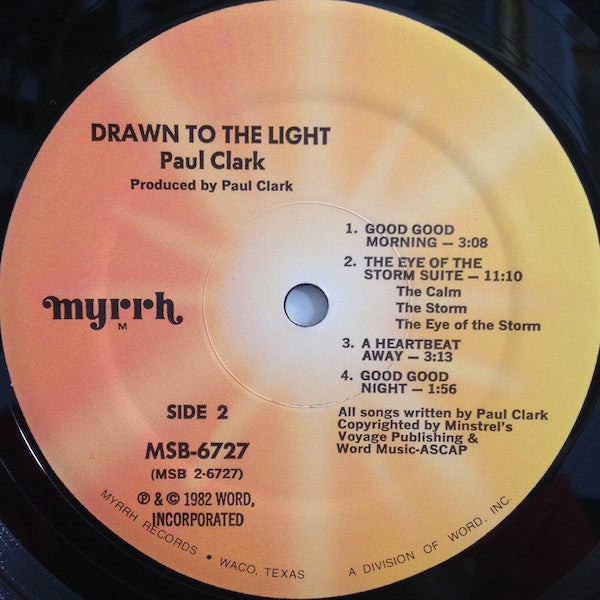 DRAWN TO THE LIGHT
Paul Clark
Produced by Paul Clark
1. GOOD GOOD
MORNING — 3:08
2. THE EYE OF THE
STORM SUITE — 11:10
The Calm
The Storm
The Eye of the Storm
3. A HEARTBEAT
AWAY — 3:13
4. GOOD GOOD
NIGHT — 1:56
All songs written by Paul Clark
Copyrighted by Minstrel's
Voyage Publishing &
Word Music-ASCAP
myrrh
M
SIDE 2
MSB-6727
(MSB 2-6727)
℗ & © 1982 WORD,
INCORPORATED
MYRRH RECORDS • WACO, TEXAS
A DIVISION OF WORD, INC.